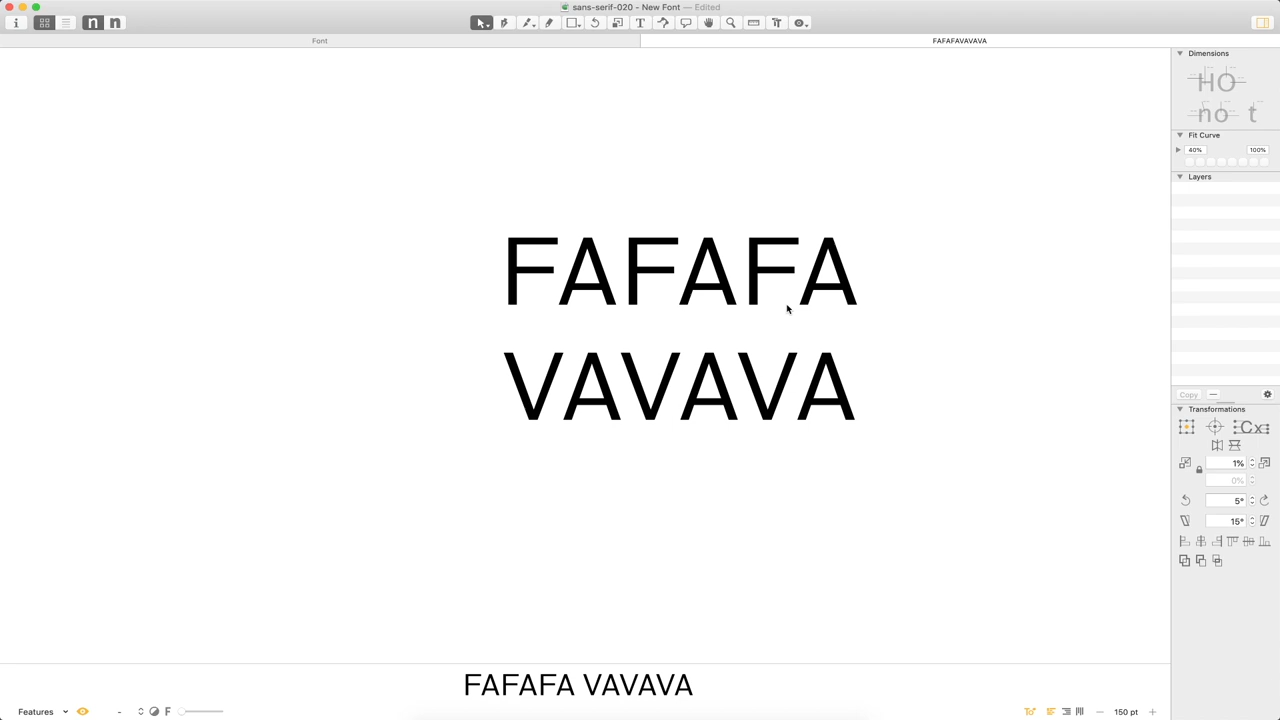 sans-serif-020 - New Font — Edited
n n T
Font
FAFAFAVAVAVA
Dimensions
HO
no t
Fit Curve
40% 100%
Layers
FAFAFA
VAVAVA
Copy
Transformations
Cx
1%
0%
5°
15°
FAFAFA VAVAVA
Features - F 150 pt